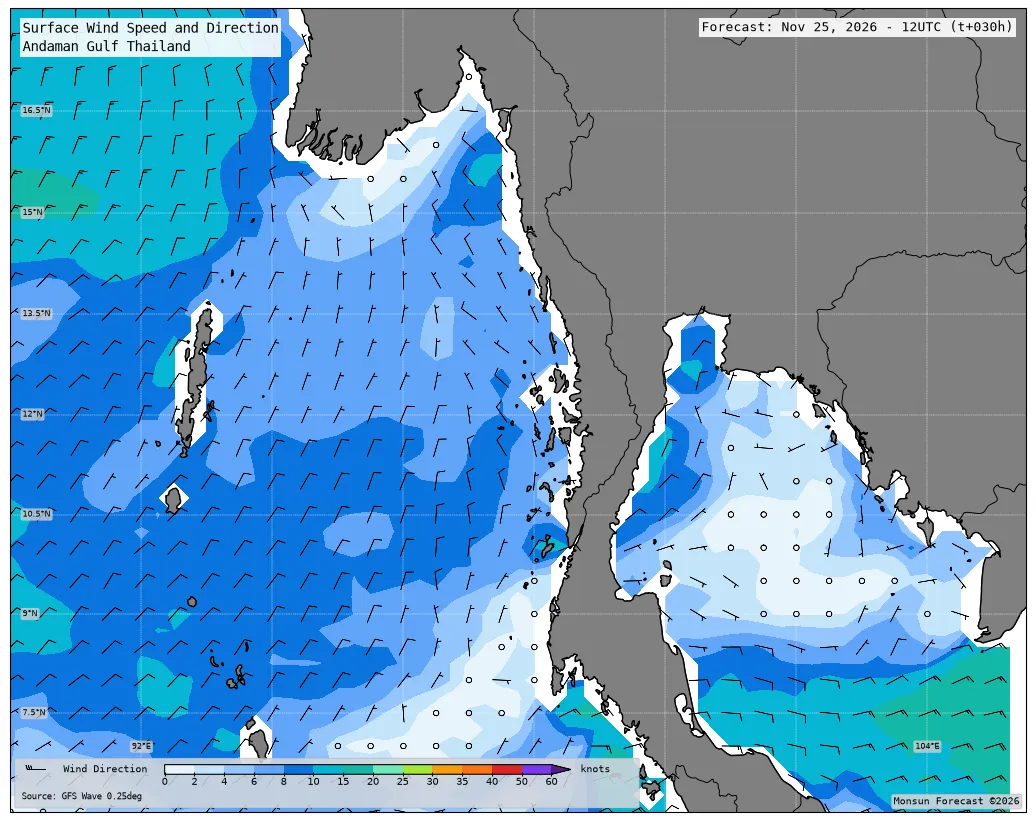 Surface Wind Speed and Direction
Andaman Gulf Thailand
Forecast: Nov 25, 2026 - 12UTC (t+030h)
16.5°N
15°N
13.5°N
12°N
10.5°N
9°N
7.5°N
92°E
104°E
Wind Direction
0 2 4 6 8 10 15 20 25 30 35 40 50 60
knots
Source: GFS Wave 0.25deg
Monsun Forecast ©2026